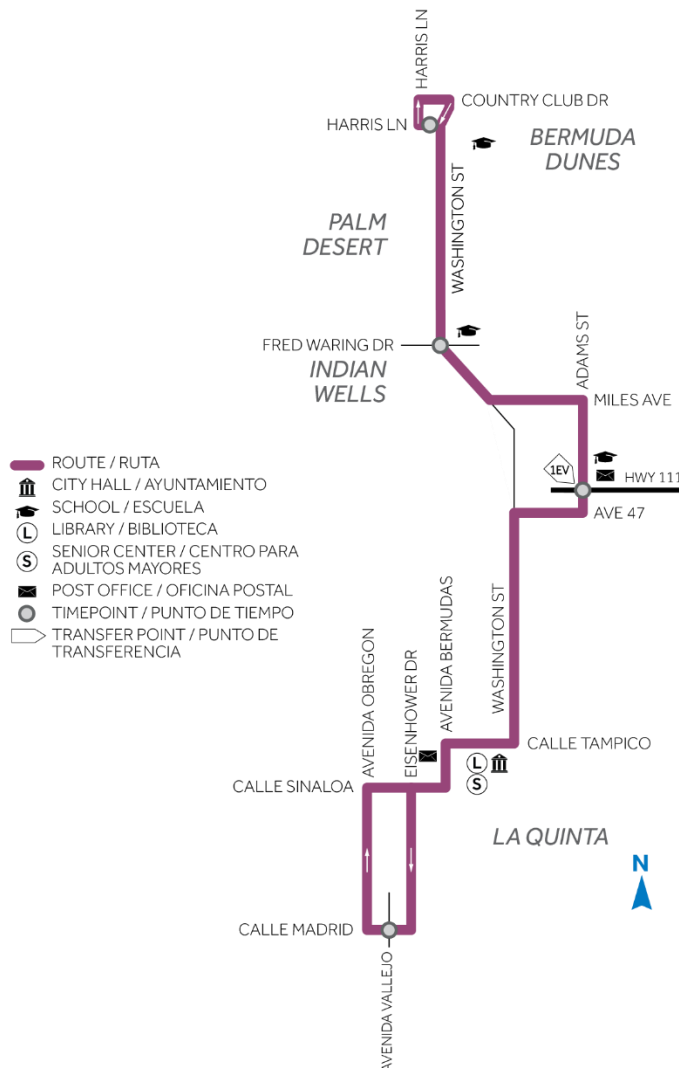 HARRIS LN
COUNTRY CLUB DR
HARRIS LN
BERMUDA
DUNES
WASHINGTON ST
PALM
DESERT
FRED WARING DR
INDIAN
WELLS
ADAMS ST
MILES AVE
1EV
HWY 111
AVE 47
ROUTE / RUTA
CITY HALL / AYUNTAMIENTO
SCHOOL / ESCUELA
L
LIBRARY / BIBLIOTECA
S
SENIOR CENTER / CENTRO PARA
ADULTOS MAYORES
POST OFFICE / OFICINA POSTAL
TIMEPOINT / PUNTO DE TIEMPO
TRANSFER POINT / PUNTO DE
TRANSFERENCIA
AVENIDA OBREGON
EISENHOWER DR
AVENIDA BERMUDAS
WASHINGTON ST
CALLE TAMPICO
L
S
CALLE SINALOA
LA QUINTA
N
CALLE MADRID
AVENIDA VALLEJO